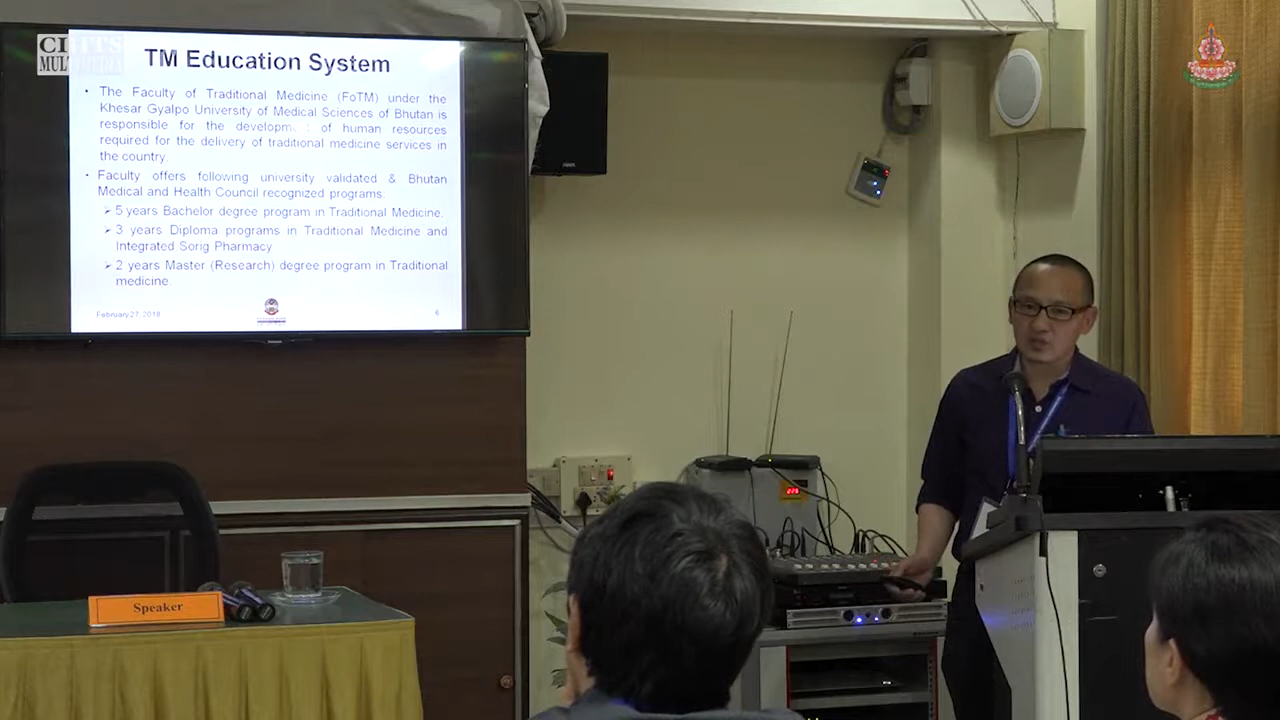 TM Education System
• The Faculty of Traditional Medicine (FoTM) under the
Khesar Gyalpo University of Medical Sciences of Bhutan is
responsible for the development of human resources
required for the delivery of traditional medicine services in
the country.
• Faculty offers following university validated & Bhutan
Medical and Health Council recognized programs:
➢ 5 years Bachelor degree program in Traditional Medicine.
➢ 3 years Diploma programs in Traditional Medicine and
Integrated Sorig Pharmacy
➢ 2 years Master (Research) degree program in Traditional
medicine.
February 27, 2018
6
Speaker